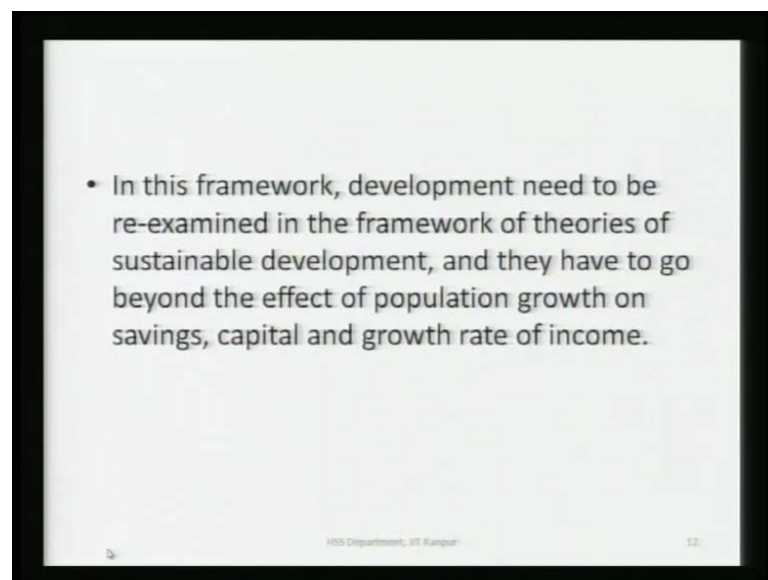 • In this framework, development need to be
re-examined in the framework of theories of
sustainable development, and they have to go
beyond the effect of population growth on
savings, capital and growth rate of income.
HSS Department, IIT Kanpur
12